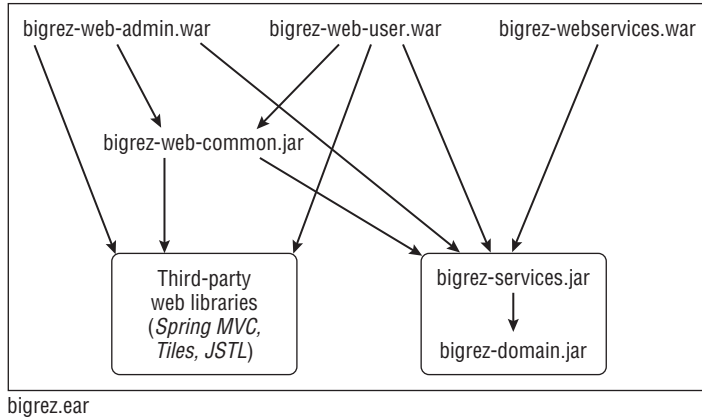 bigrez-web-admin.war
bigrez-web-user.war
bigrez-webservices.war
bigrez-web-common.jar
Third-party
web libraries
(Spring MVC,
Tiles, JSTL)
bigrez-services.jar
bigrez-domain.jar
bigrez.ear